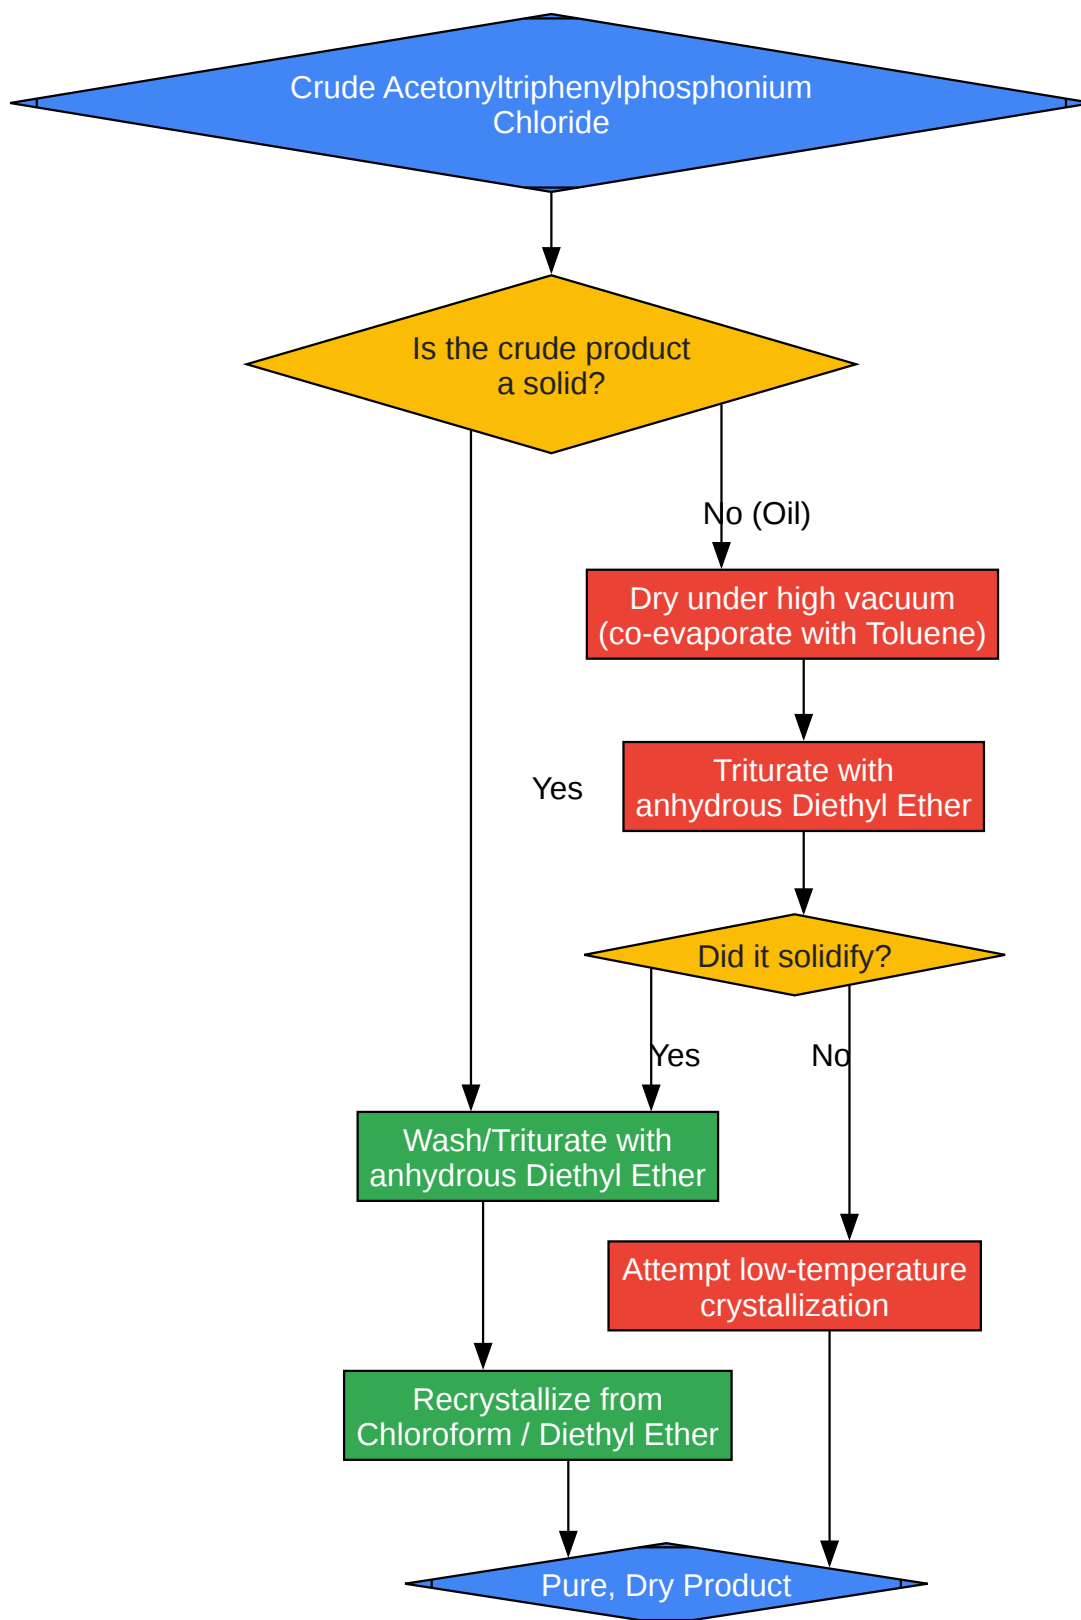 Crude Acetonyltriphenylphosphonium
Chloride
Is the crude product
a solid?
No (Oil)
Dry under high vacuum
(co-evaporate with Toluene)
Yes
Triturate with
anhydrous Diethyl Ether
Did it solidify?
Yes
No
Wash/Triturate with
anhydrous Diethyl Ether
Attempt low-temperature
crystallization
Recrystallize from
Chloroform / Diethyl Ether
Pure, Dry Product